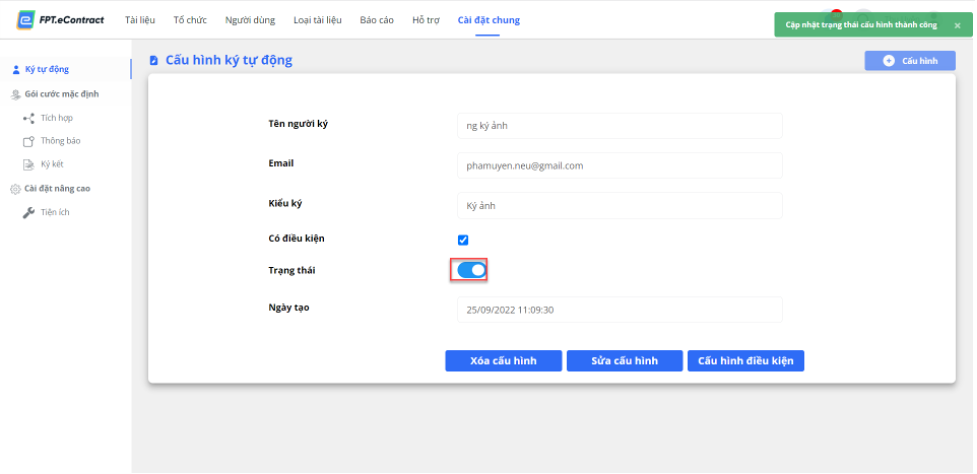 FPT.eContract Tài liệu Tổ chức Người dùng Loại tài liệu Báo cáo Hỗ trợ Cài đặt chung
Cập nhật trạng thái cấu hình thành công ×
Ký tự động
Gói cước mặc định
Tích hợp
Thông báo
Ký kết
Cài đặt nâng cao
Tiện ích
Cấu hình ký tự động
Cấu hình
Tên người ký ng ký ảnh
Email phamuyen.neu@gmail.com
Kiểu ký Ký ảnh
Có điều kiện
Trạng thái
Ngày tạo 25/09/2022 11:09:30
Xóa cấu hình Sửa cấu hình Cấu hình điều kiện